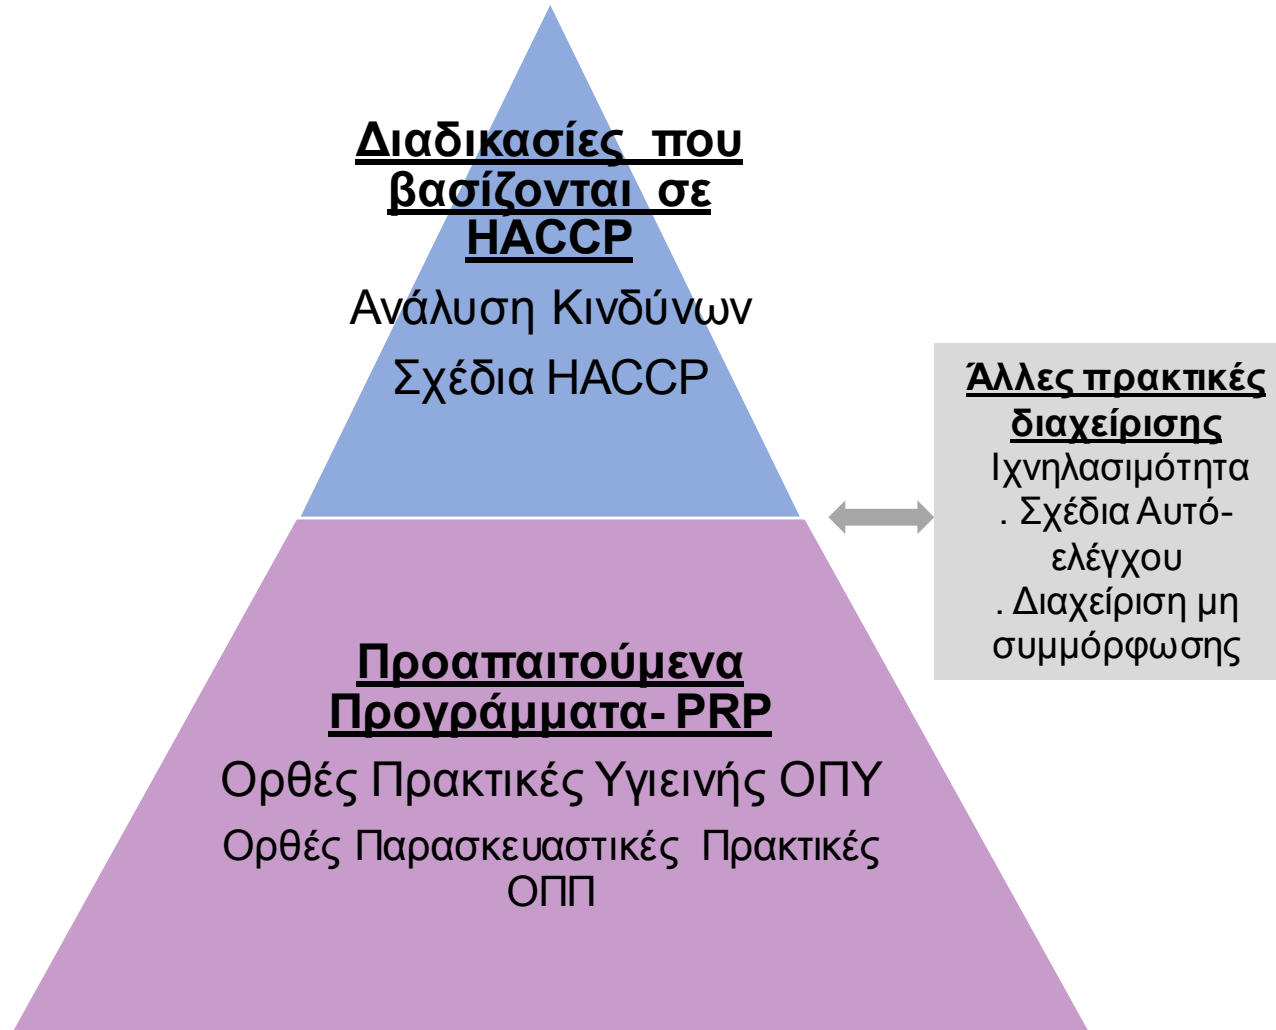 Διαδικασίες που
βασίζονται σε
HACCP
Ανάλυση Κινδύνων
Σχέδια HACCP
Άλλες πρακτικές
διαχείρισης
Ιχνηλασιμότητα
. Σχέδια Αυτό-
ελέγχου
. Διαχείριση μη
συμμόρφωσης
Προαπαιτούμενα
Προγράμματα- PRP
Ορθές Πρακτικές Υγιεινής ΟΠΥ
Ορθές Παρασκευαστικές Πρακτικές
ΟΠΠ